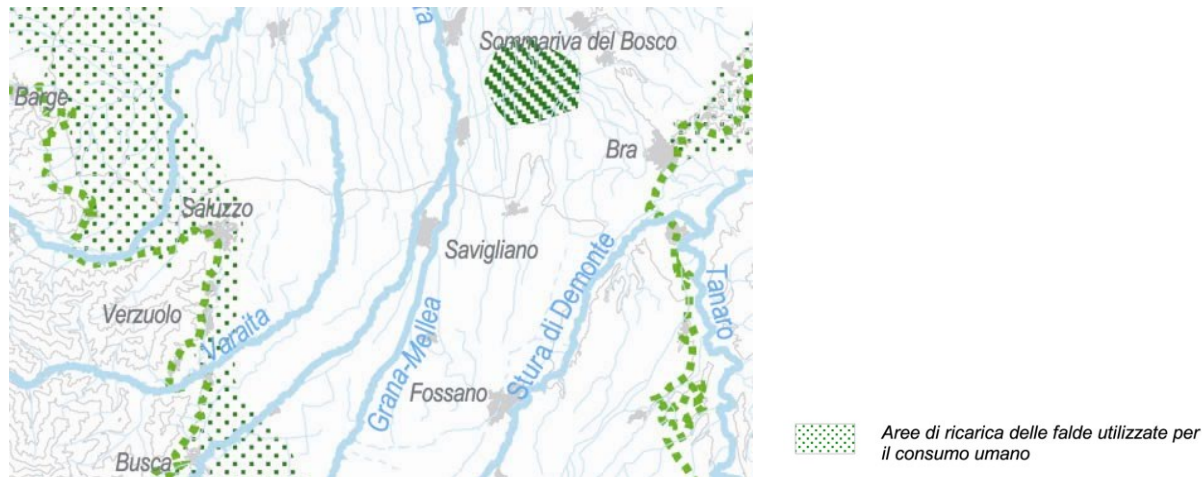 Sommariva del Bosco
Barge
Bra
Saluzzo
Savigliano
Stura di Demonte
Tanaro
Verzuolo
Varaita
Grana-Mellea
Fossano
Busca
Aree di ricarica delle falde utilizzate per
il consumo umano